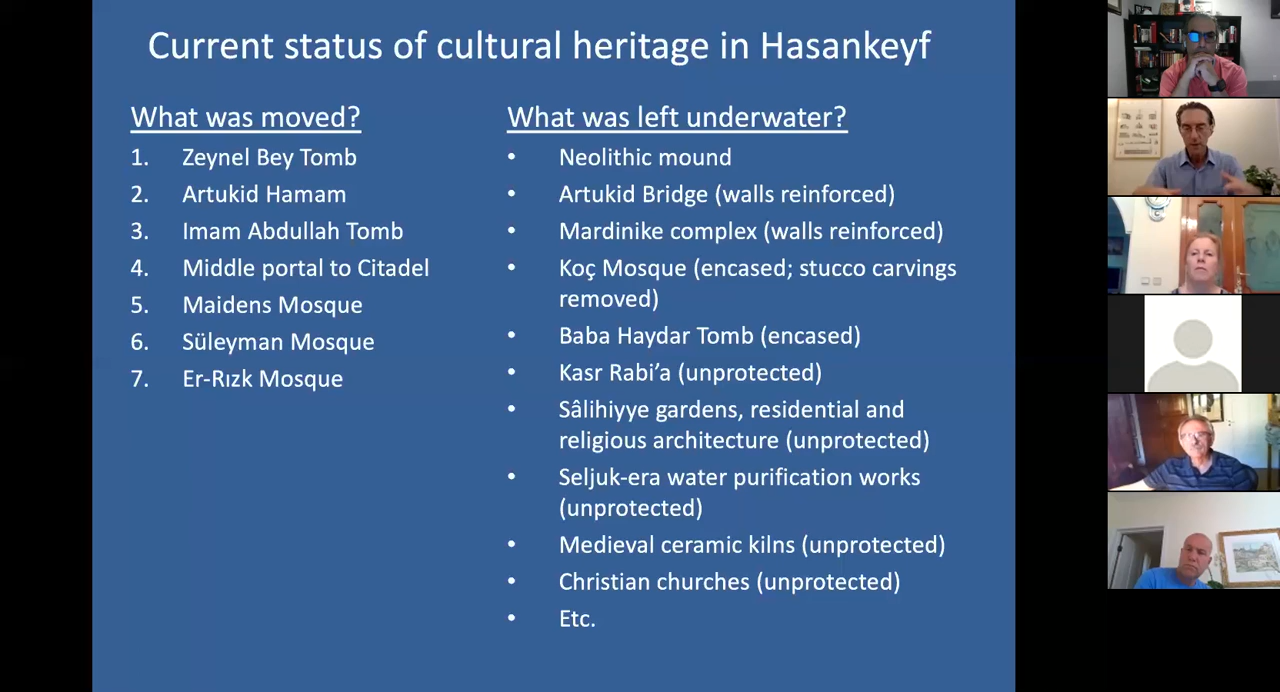 Current status of cultural heritage in Hasankeyf
What was moved?
1. Zeynel Bey Tomb
2. Artukid Hamam
3. Imam Abdullah Tomb
4. Middle portal to Citadel
5. Maidens Mosque
6. Süleyman Mosque
7. Er-Rızk Mosque
What was left underwater?
• Neolithic mound
• Artukid Bridge (walls reinforced)
• Mardinike complex (walls reinforced)
• Koç Mosque (encased; stucco carvings
removed)
• Baba Haydar Tomb (encased)
• Kasr Rabi’a (unprotected)
• Sâlihiyye gardens, residential and
religious architecture (unprotected)
• Seljuk-era water purification works
(unprotected)
• Medieval ceramic kilns (unprotected)
• Christian churches (unprotected)
• Etc.